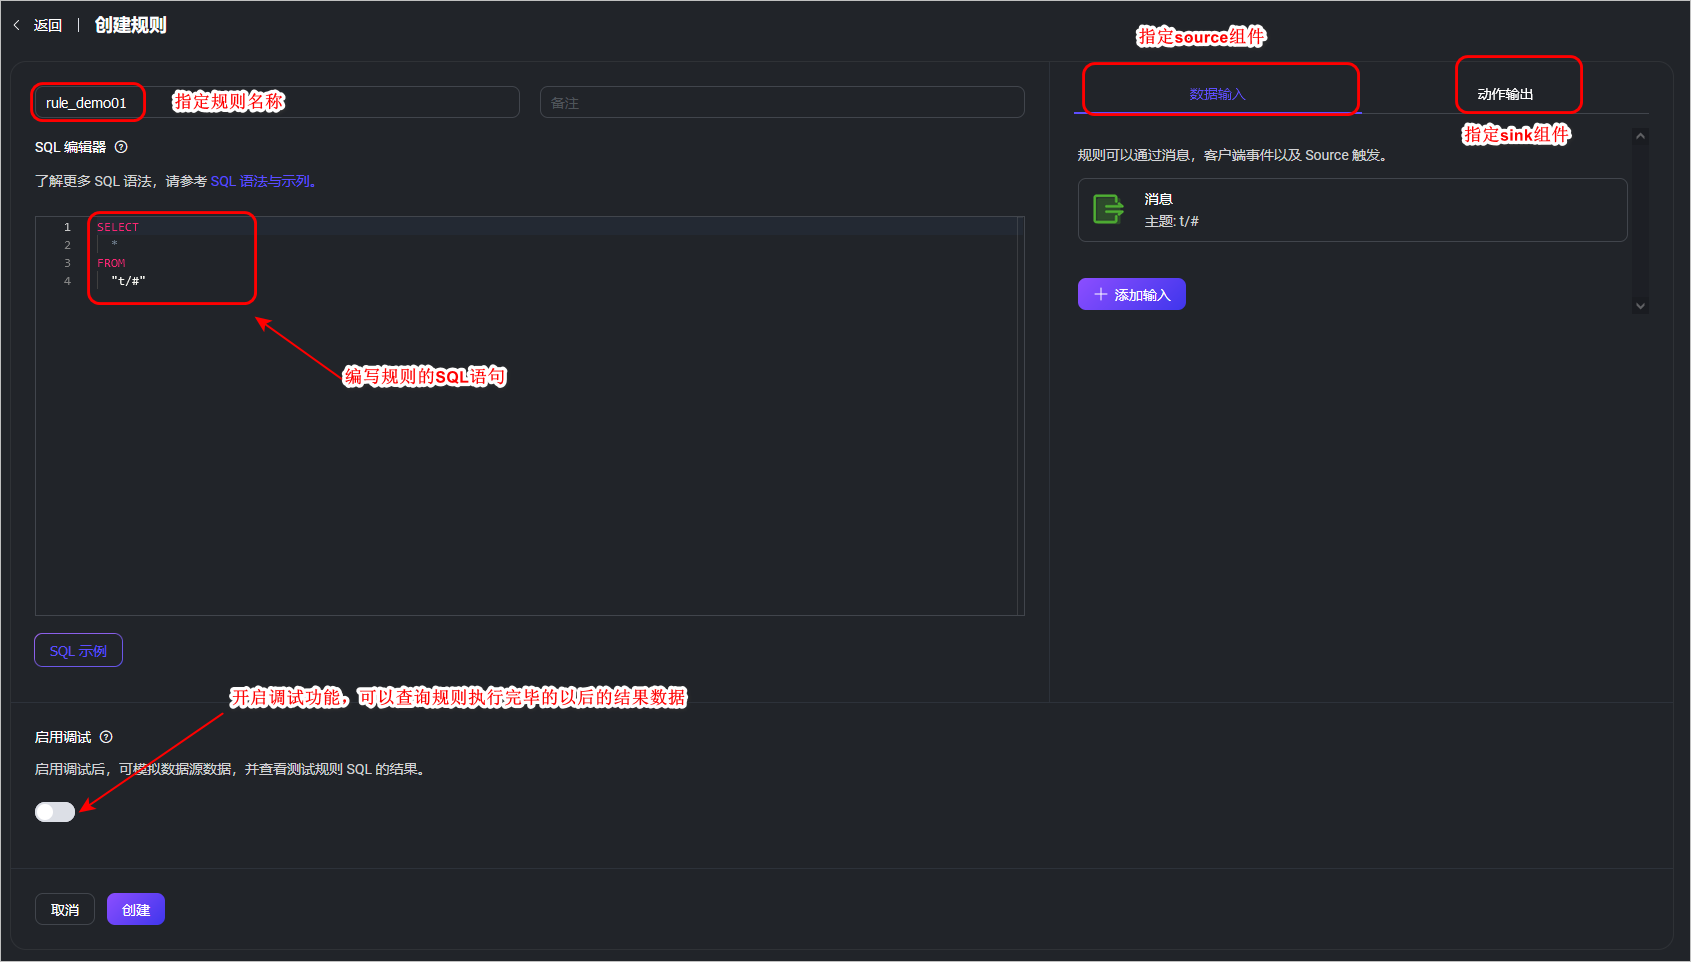 返回
创建规则
指定source组件
rule_demo01
指定规则名称
备注
数据输入
动作输出
指定sink组件
SQL 编辑器
了解更多 SQL 语法，请参考 SQL 语法与示列。
规则可以通过消息，客户端事件以及 Source 触发。
消息
主题: t/#
添加输入
1 SELECT
2 *
3 FROM
4 "t/#"
编写规则的SQL语句
SQL 示例
开启调试功能，可以查询规则执行完毕的以后的结果数据
启用调试
启用调试后，可模拟数据源数据，并查看测试规则 SQL 的结果。
取消
创建